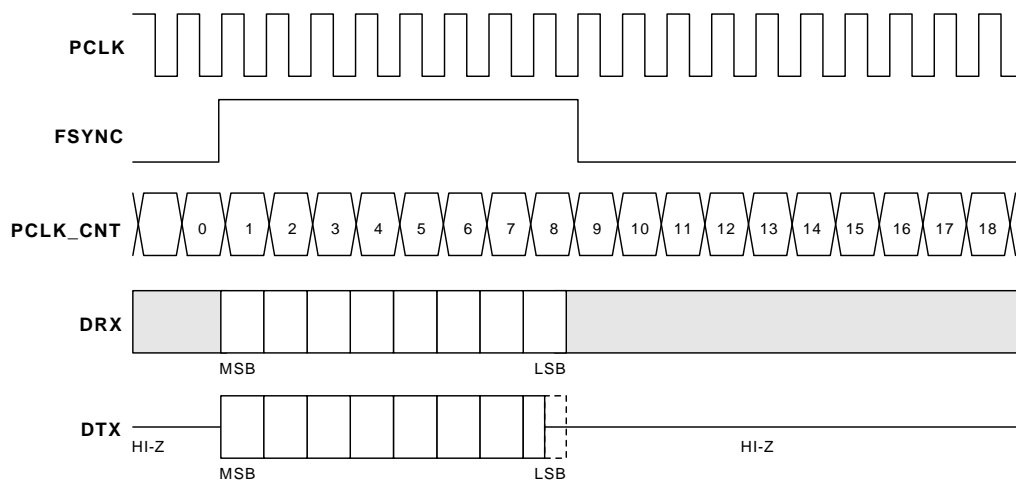 PCLK
FSYNC
PCLK_CNT 0 1 2 3 4 5 6 7 8 9 10 11 12 13 14 15 16 17 18
DRX
MSB LSB
DTX
HI-Z HI-Z
MSB LSB